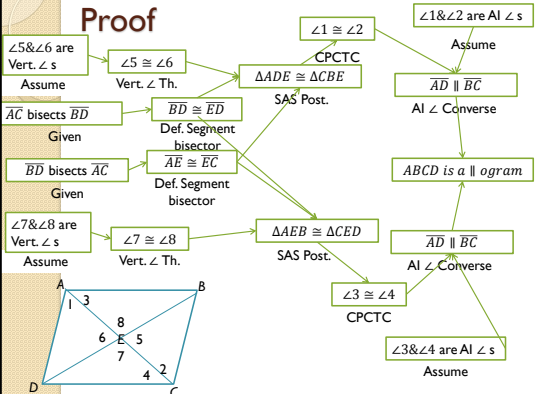 Proof
∠5&∠6 are
Vert. ∠ s
Assume
∠5 ≅ ∠6
Vert. ∠ Th.
∠1 ≅ ∠2
CPCTC
∠1&∠2 are AI ∠ s
Assume
ΔADE ≅ ΔCBE
SAS Post.
AD ∥ BC
AI ∠ Converse
AC bisects BD
Given
BD ≅ ED
Def. Segment
bisector
BD bisects AC
Given
AE ≅ EC
Def. Segment
bisector
ABCD is a ∥ ogram
∠7&∠8 are
Vert. ∠ s
Assume
∠7 ≅ ∠8
Vert. ∠ Th.
ΔAEB ≅ ΔCED
SAS Post.
AD ∥ BC
AI ∠ Converse
∠3 ≅ ∠4
CPCTC
∠3&∠4 are AI ∠ s
Assume
A B
1 3
8
6 E 5
7
4 2
D C